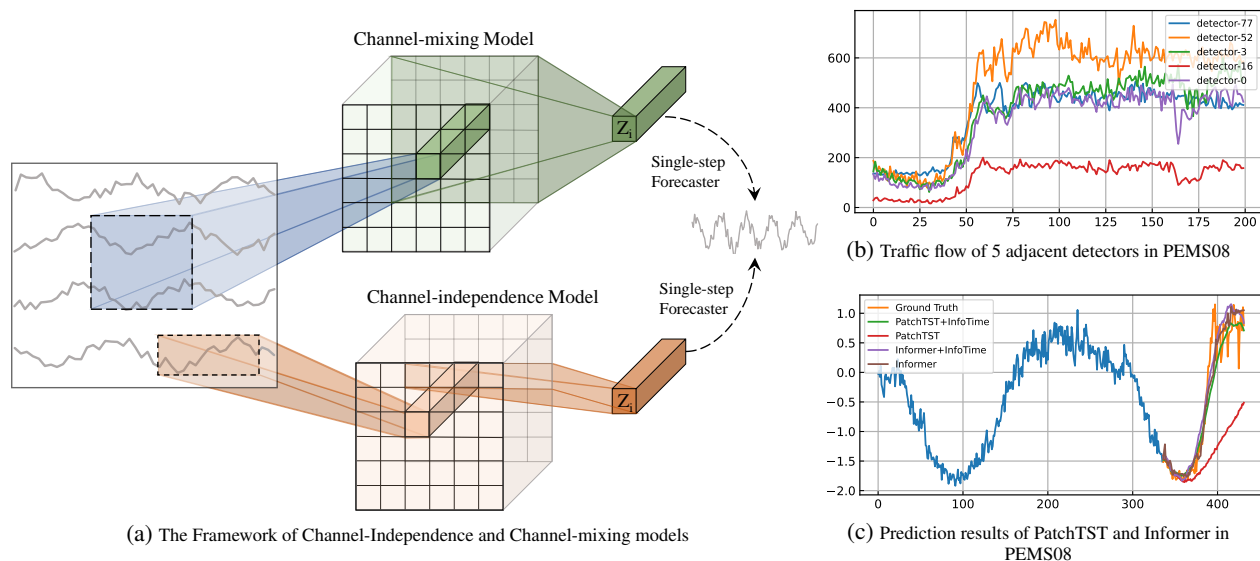 Channel-mixing Model
Z_i
Single-step
Forecaster
Channel-independence Model
Single-step
Forecaster
Z_i
(a) The Framework of Channel-Independence and Channel-mixing models
detector-77
detector-52
detector-3
detector-16
detector-0
600
400
200
0
0 25 50 75 100 125 150 175 200
(b) Traffic flow of 5 adjacent detectors in PEMS08
Ground Truth
PatchTST+InfoTime
PatchTST
Informer+InfoTime
Informer
1.0
0.5
0.0
−0.5
−1.0
−1.5
−2.0
0 100 200 300 400
(c) Prediction results of PatchTST and Informer in
PEMS08